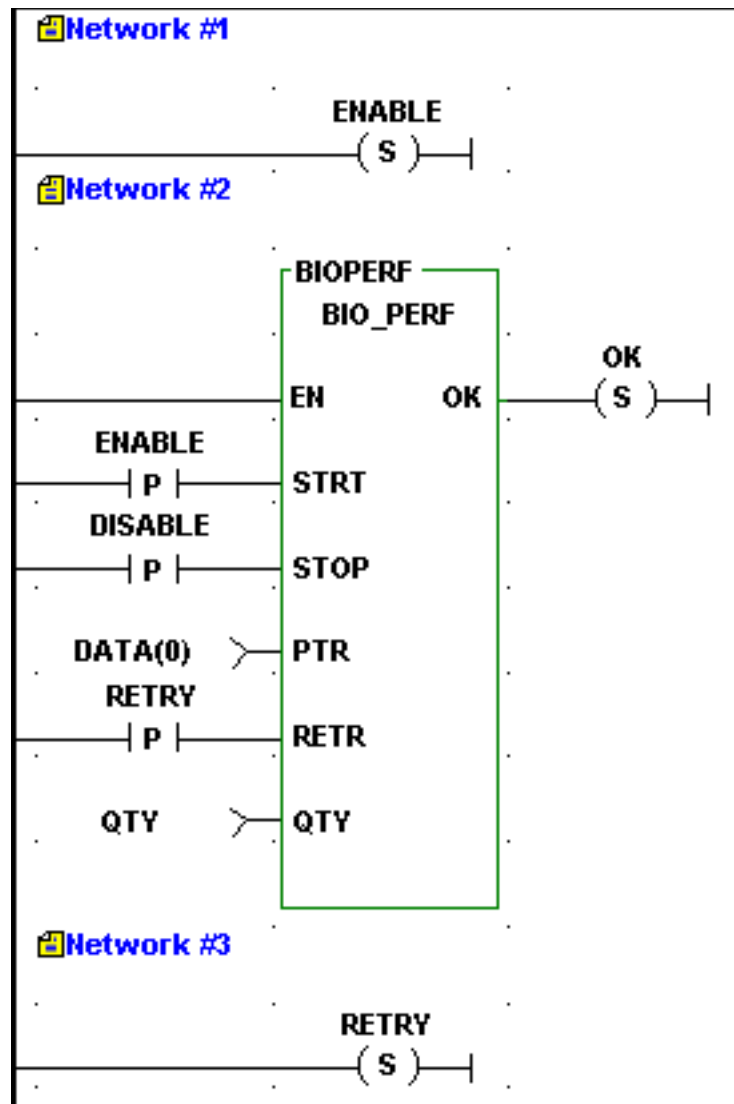 Network #1
ENABLE
( S )
Network #2
BIOPERF
BIO_PERF
OK
EN OK ( S )
ENABLE
P STRT
DISABLE
P STOP
DATA(0) PTR
RETRY
P RETR
QTY QTY
Network #3
RETRY
( S )